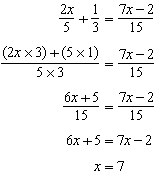 2x/5 + 1/3 = 7x − 2/15
(2x × 3) + (5 × 1)/5 × 3 = 7x − 2/15
6x + 5/15 = 7x − 2/15
6x + 5 = 7x − 2
x = 7